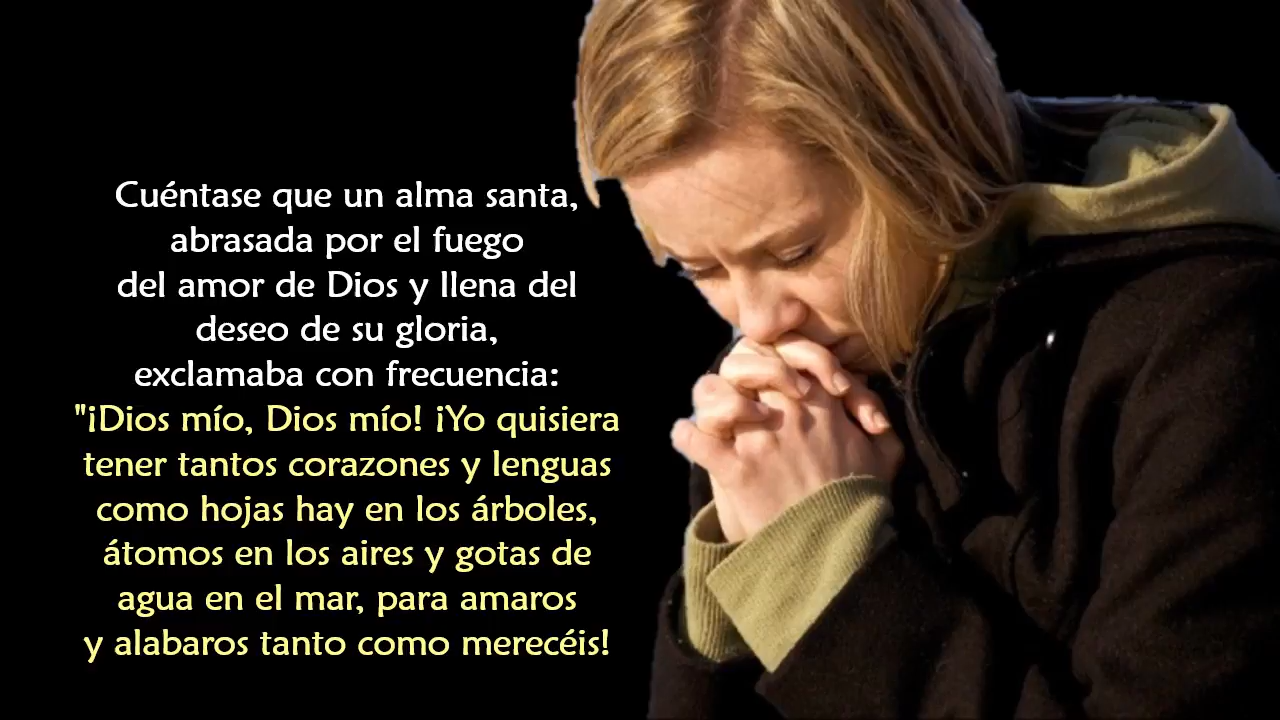 Cuéntase que un alma santa,
abrasada por el fuego
del amor de Dios y llena del
deseo de su gloria,
exclamaba con frecuencia:
"¡Dios mío, Dios mío! ¡Yo quisiera
tener tantos corazones y lenguas
como hojas hay en los árboles,
átomos en los aires y gotas de
agua en el mar, para amaros
y alabaros tanto como merecéis!